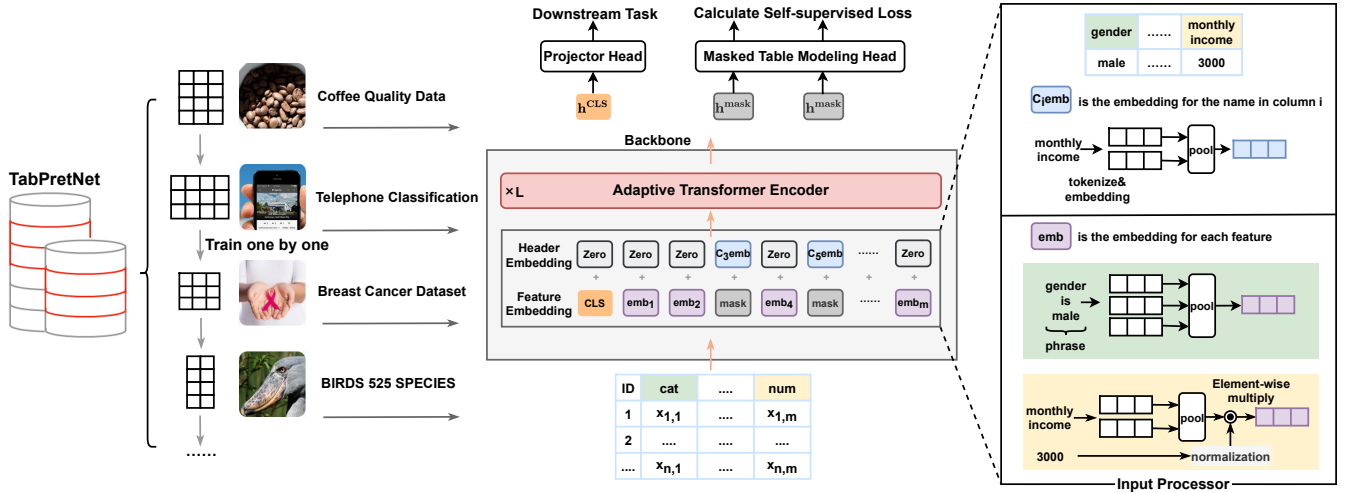 TabPretNet
Coffee Quality Data
Telephone Classification
Train one by one
Breast Cancer Dataset
BIRDS 525 SPECIES
......
Downstream Task
Projector Head
h^CLS
Calculate Self-supervised Loss
Masked Table Modeling Head
h^mask h^mask
Backbone
×L Adaptive Transformer Encoder
Header Embedding
Zero Zero Zero C₃emb Zero C₅emb ...... Zero
+ + + + + + + +
Feature Embedding
CLS emb₁ emb₂ mask emb₄ mask ...... embₘ
ID cat .... num
1 x₁,₁ .... x₁,ₘ
2 .... .... ....
.... xₙ,₁ .... xₙ,ₘ
gender ...... monthly income
male ...... 3000
Cᵢemb is the embedding for the name in column i
monthly
income
pool
tokenize&
embedding
emb is the embedding for each feature
gender
is
male
phrase
pool
Element-wise
multiply
monthly
income
pool
3000
normalization
Input Processor